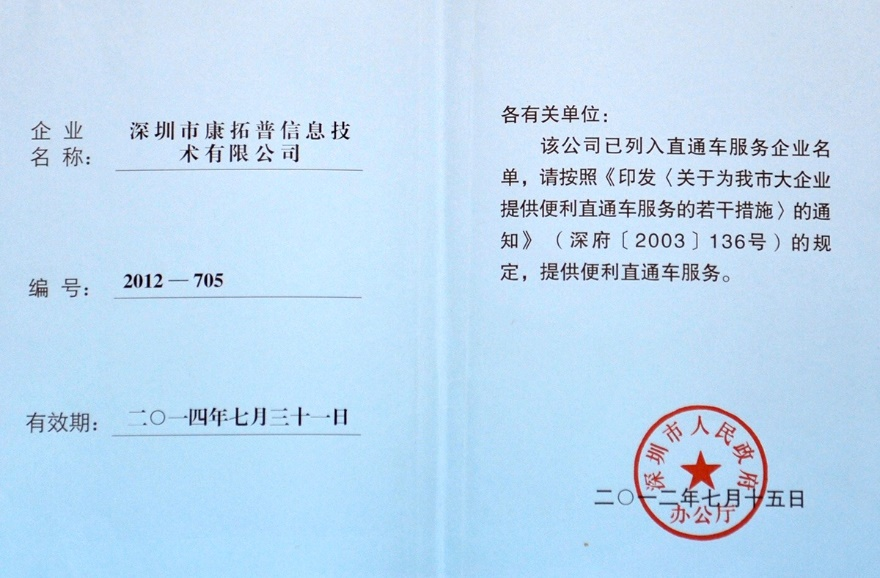 企业 深圳市康拓普信息技
名称： 术有限公司
编号： 2012—705
有效期： 二〇一四年七月三十一日
各有关单位：
该公司已列入直通车服务企业名
单，请按照《印发〈关于为我市大企业
提供便利直通车服务的若干措施〉的通
知》（深府〔2003〕136号）的规
定，提供便利直通车服务。
深圳市人民政府
办公厅
二〇一二年七月十五日